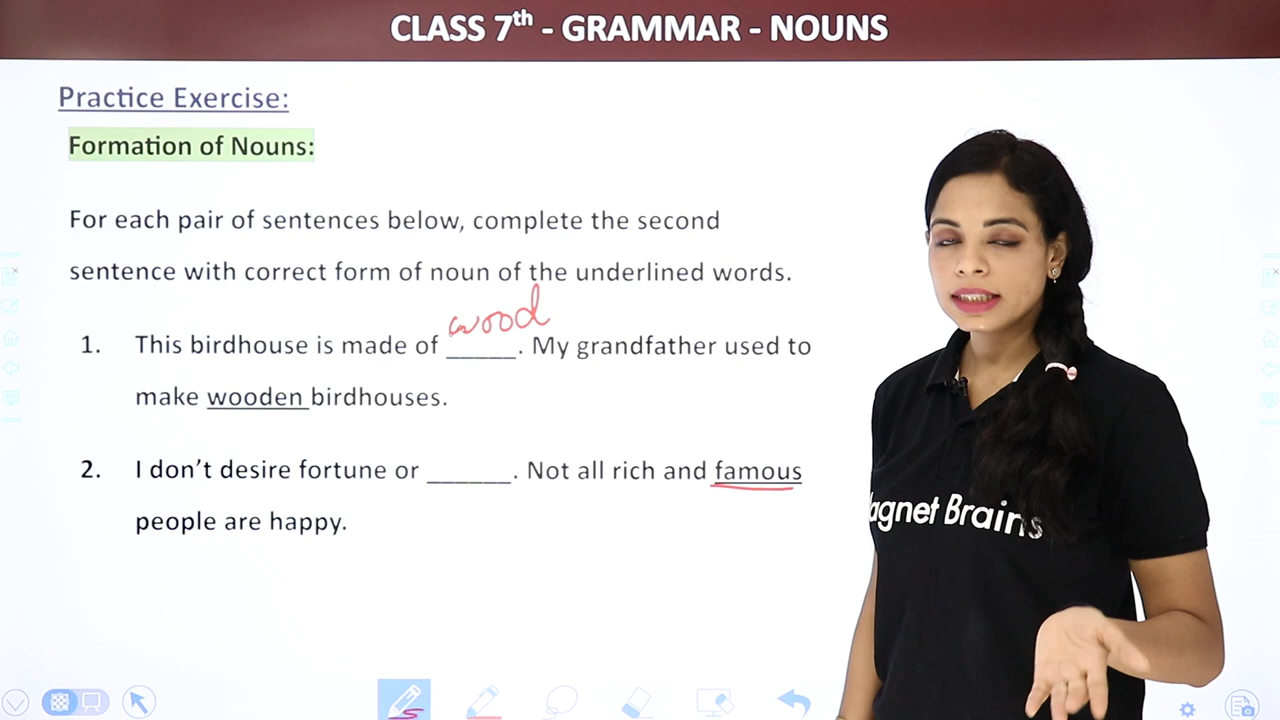 CLASS 7th - GRAMMAR - NOUNS
Practice Exercise:
Formation of Nouns:
For each pair of sentences below, complete the second
sentence with correct form of noun of the underlined words.
wood
1. This birdhouse is made of _____. My grandfather used to
make wooden birdhouses.
2. I don't desire fortune or ______. Not all rich and famous
people are happy.
agnet Brains